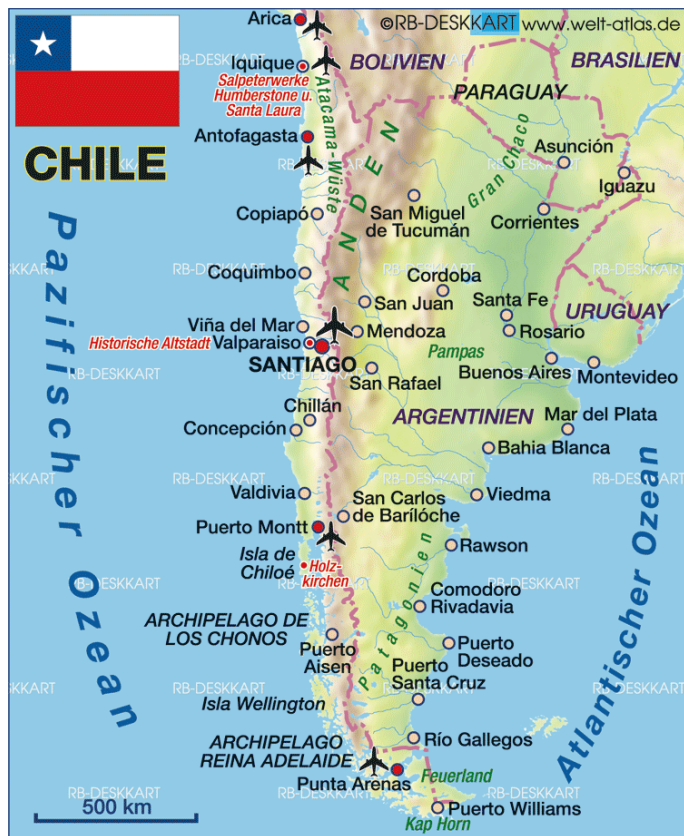 Arica
©RB-DESKKART www.welt-atlas.de
Iquique
BOLIVIEN
BRASILIEN
Salpeterwerke
Humberstone u.
Santa Laura
Atacama-Wüste
PARAGUAY
Antofagasta
CHILE
ANDEN
Gran Chaco
Asunción
Iguazu
Copiapó
San Miguel
de Tucumán
Corrientes
Pazifischer Ozean
Coquimbo
Cordoba
San Juan
Santa Fe
URUGUAY
Viña del Mar
Mendoza
Rosario
Historische Altstadt
Valparaiso
SANTIAGO
Pampas
San Rafael
Buenos Aires
Montevideo
Chillán
ARGENTINIEN
Mar del Plata
Concepción
Bahia Blanca
Valdivia
San Carlos
de Barilóche
Viedma
Puerto Montt
Atlantischer Ozean
Isla de
Chiloé
Holz-
kirchen
Rawson
Patagonien
Comodoro
Rivadavia
ARCHIPELAGO DE
LOS CHONOS
Puerto
Aisen
Puerto
Deseado
Puerto
Santa Cruz
Isla Wellington
ARCHIPELAGO
REINA ADELAIDE
Río Gallegos
Punta Arenas
Feuerland
500 km
Puerto Williams
Kap Horn
RB-DESKKART